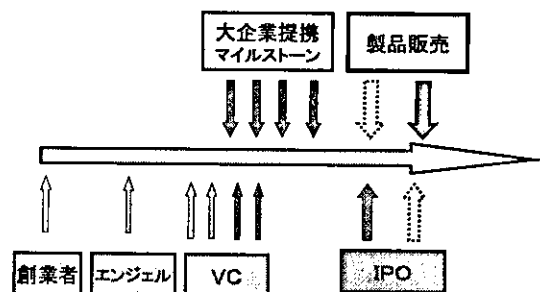 大企業提携
マイルストーン
製品販売
創業者
エンジェル
VC
IPO